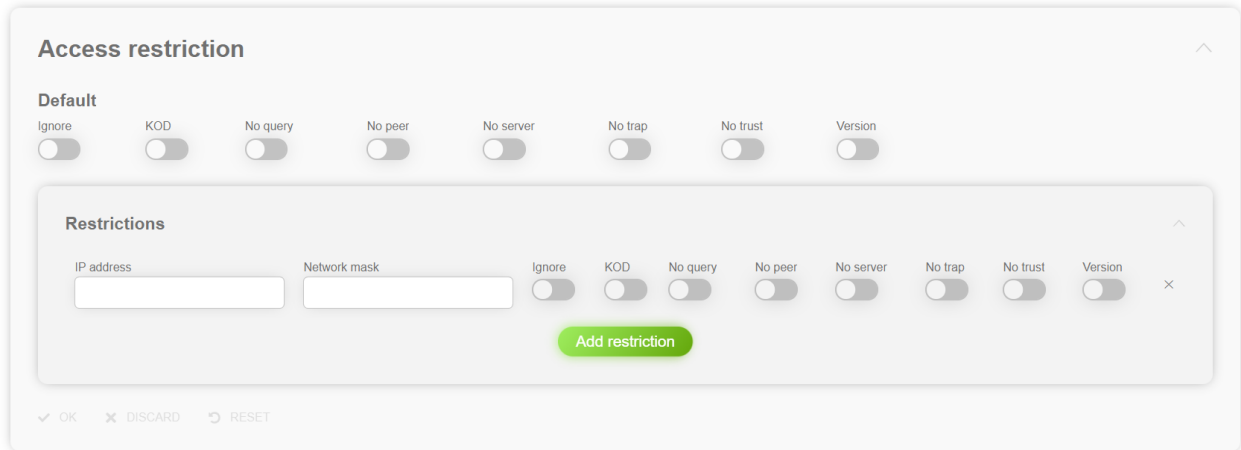 Access restriction
Default
Ignore KOD No query No peer No server No trap No trust Version
Restrictions
IP address Network mask Ignore KOD No query No peer No server No trap No trust Version
Add restriction
OK DISCARD RESET